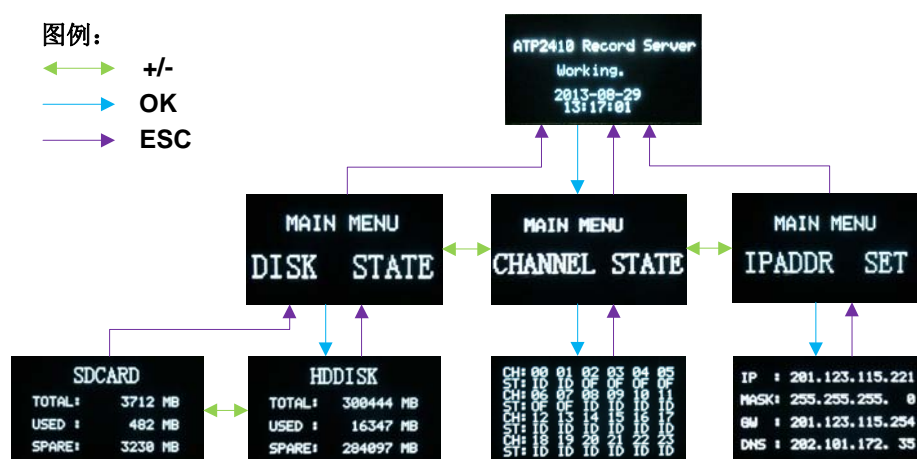 图例：
+/-
OK
ESC
ATP2410 Record Server
Working.
2013-08-29
13:17:01
MAIN MENU
DISK STATE
MAIN MENU
CHANNEL STATE
MAIN MENU
IPADDR SET
SDCARD
TOTAL: 3712 MB
USED : 482 MB
SPARE: 3230 MB
HDDISK
TOTAL: 300444 MB
USED : 16347 MB
SPARE: 284097 MB
CH: 00 01 02 03 04 05
ST: ID ID OF OF OF OF
CH: 06 07 08 09 10 11
ST: OF OF ID ID ID ID
CH: 12 13 14 15 16 17
ST: ID ID ID ID ID ID
CH: 18 19 20 21 22 23
ST: ID ID ID ID ID ID
IP : 201.123.115.221
MASK: 255.255.255. 0
GW : 201.123.115.254
DNS : 202.101.172. 35